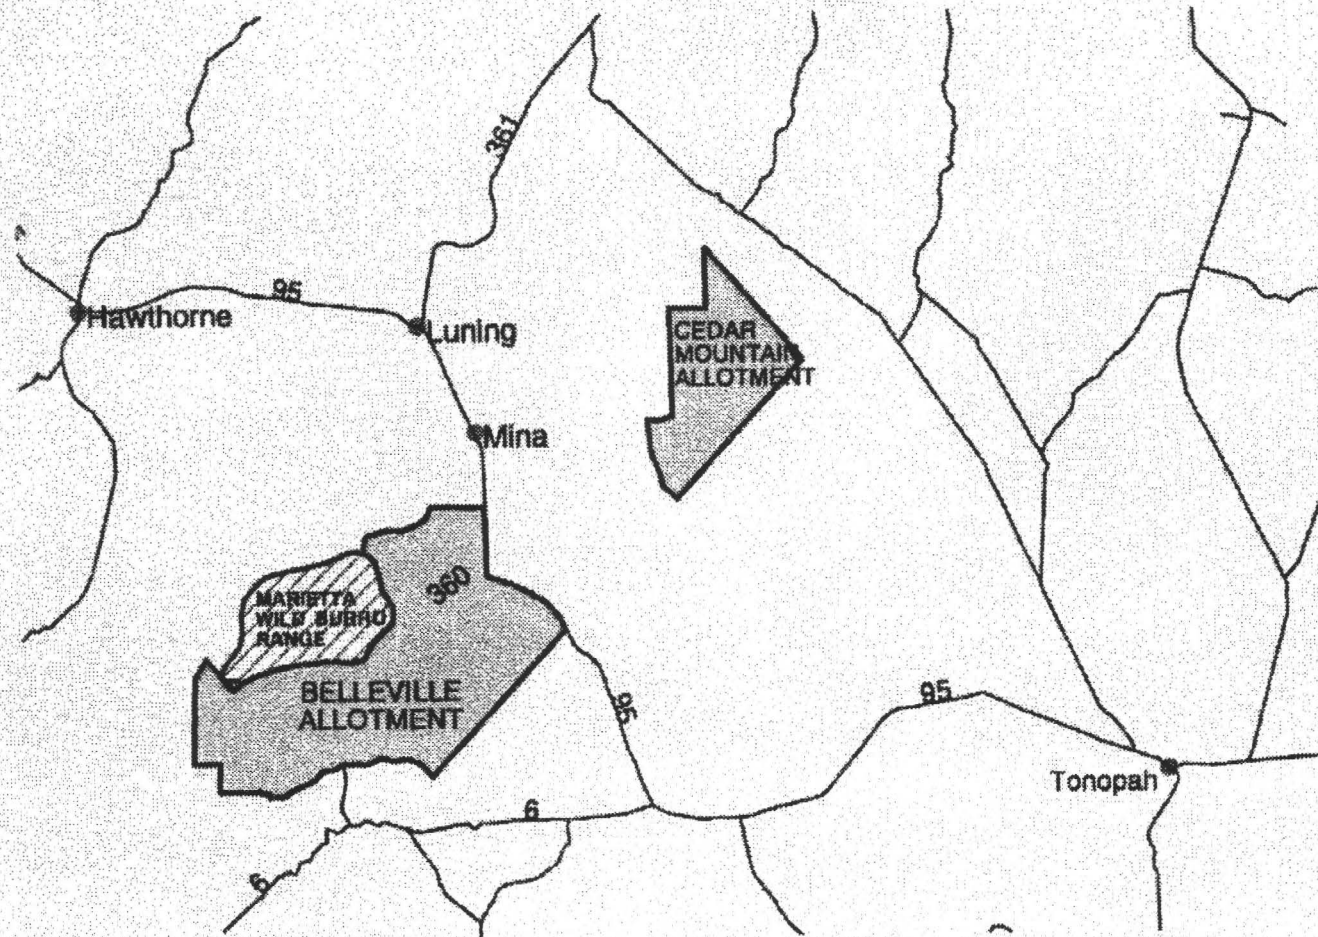 361
95
Hawthorne
Luning
CEDAR
MOUNTAIN
ALLOTMENT
Mina
360
MARIETTA
WILD BURRO
RANGE
BELLEVILLE
ALLOTMENT
95
95
Tonopah
6
6